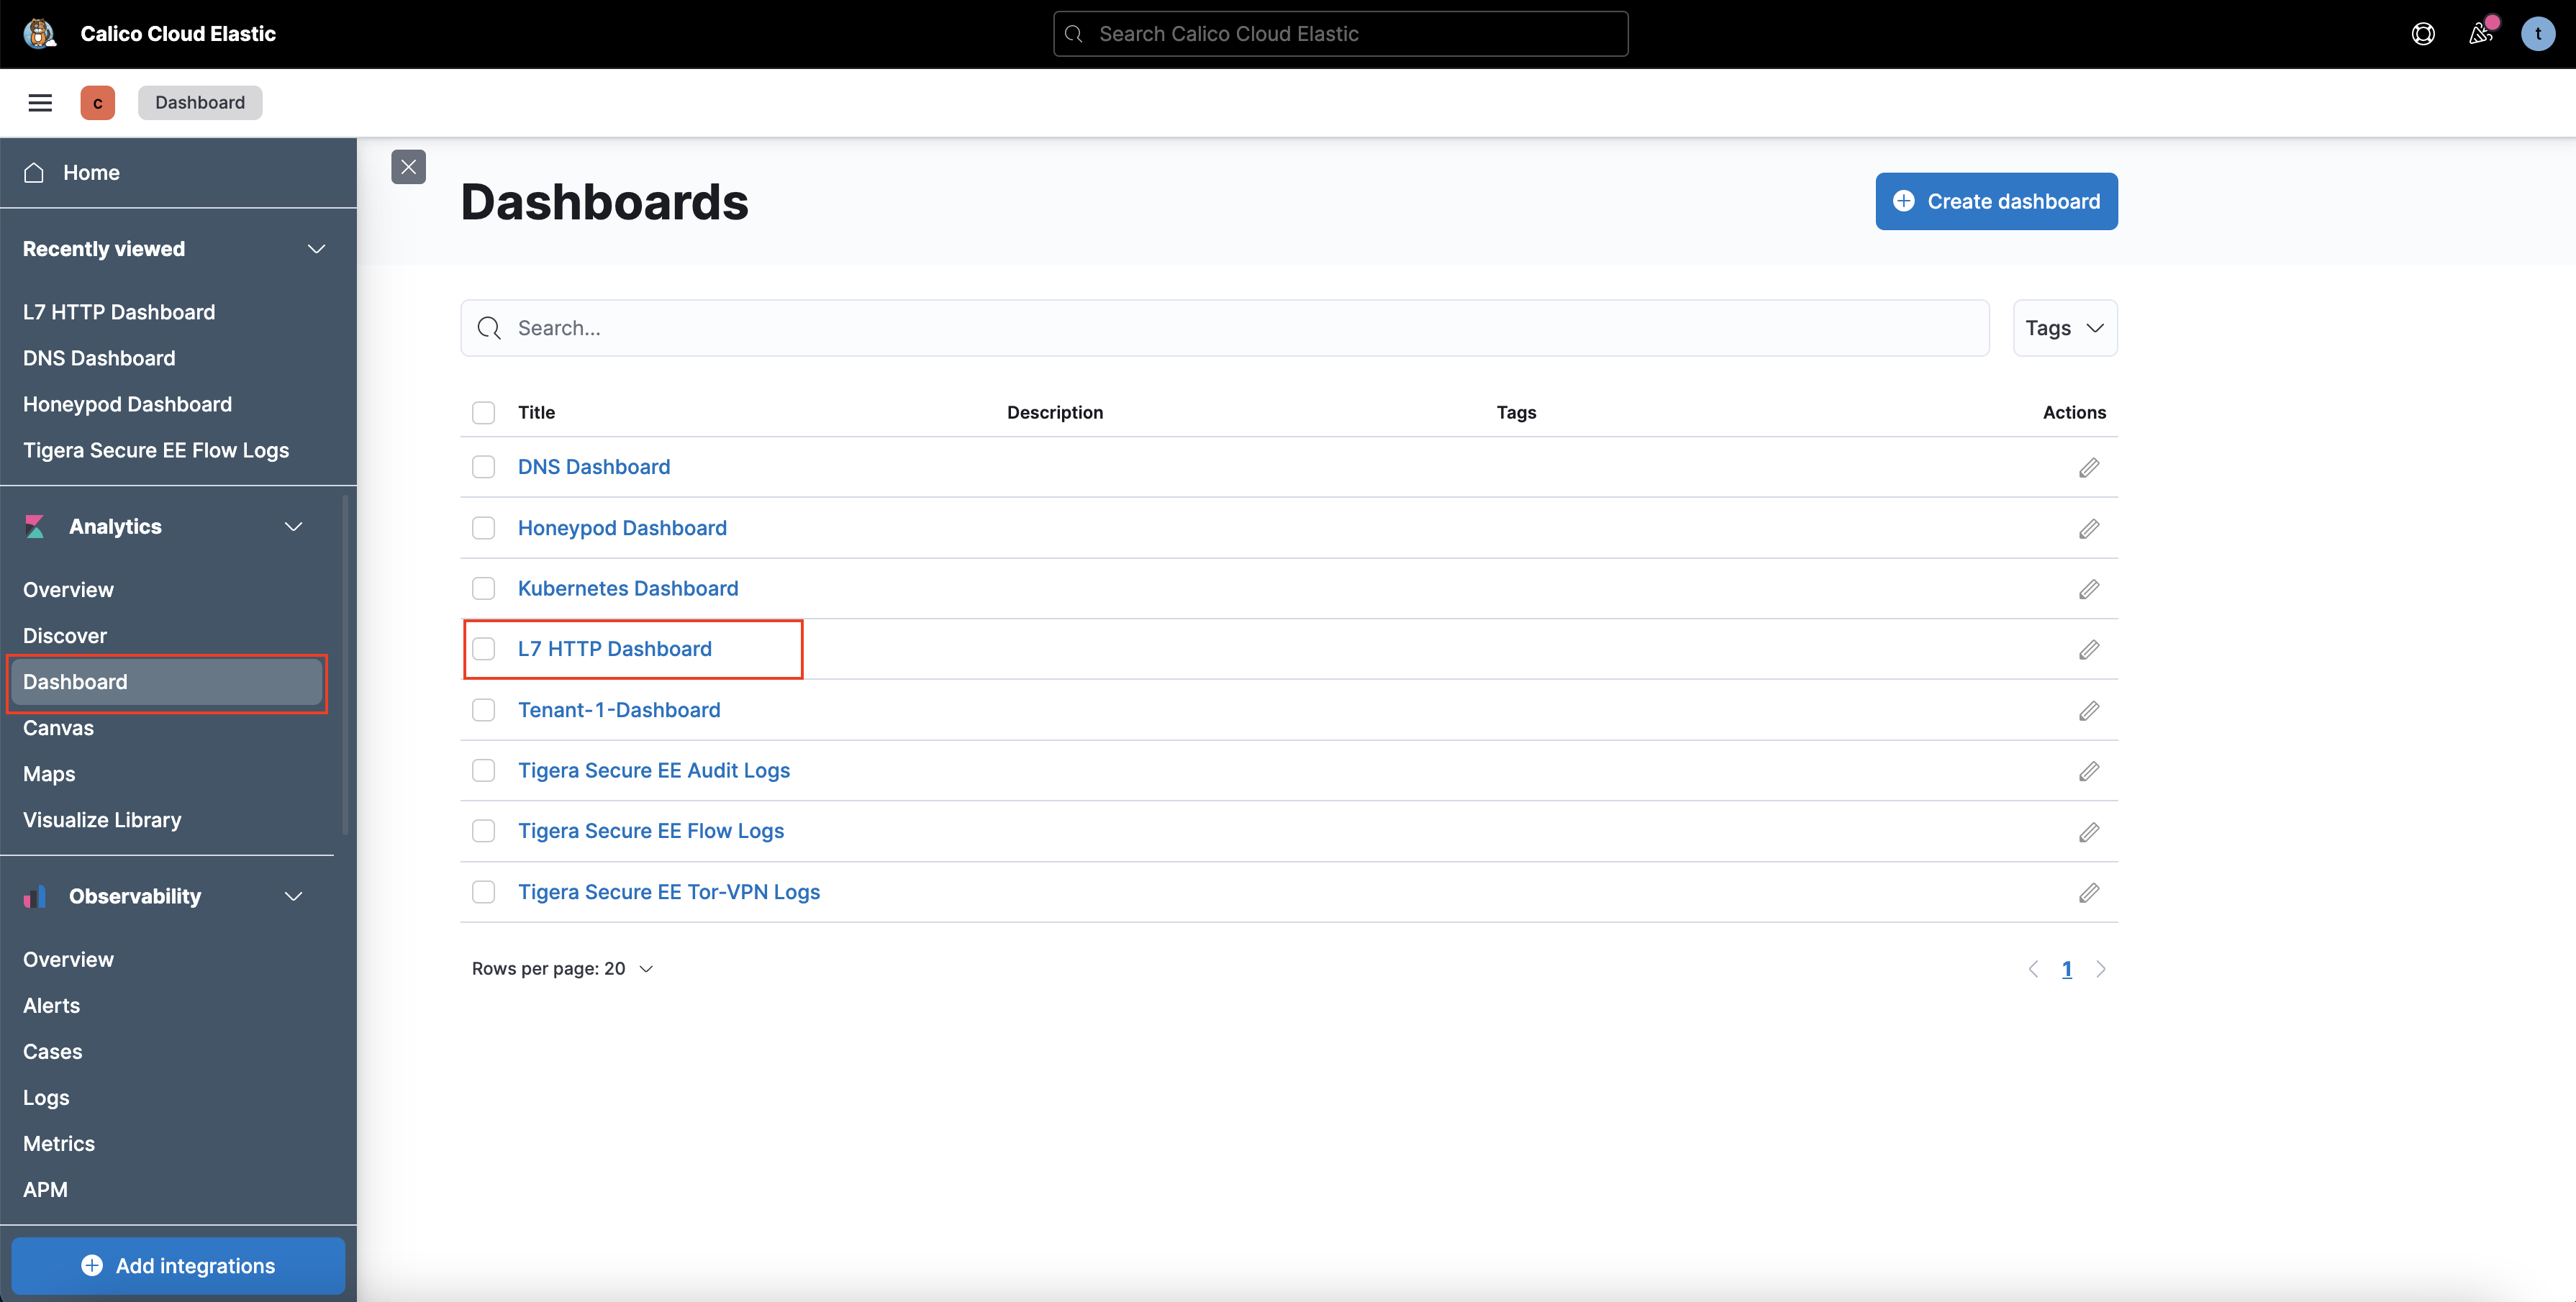 Calico Cloud Elastic
Search Calico Cloud Elastic
t
c
Dashboard
Home
Recently viewed
L7 HTTP Dashboard
DNS Dashboard
Honeypod Dashboard
Tigera Secure EE Flow Logs
Analytics
Overview
Discover
Dashboard
Canvas
Maps
Visualize Library
Observability
Overview
Alerts
Cases
Logs
Metrics
APM
Add integrations
Dashboards
Create dashboard
Search...
Tags
Title Description Tags Actions
DNS Dashboard
Honeypod Dashboard
Kubernetes Dashboard
L7 HTTP Dashboard
Tenant-1-Dashboard
Tigera Secure EE Audit Logs
Tigera Secure EE Flow Logs
Tigera Secure EE Tor-VPN Logs
Rows per page: 20
1